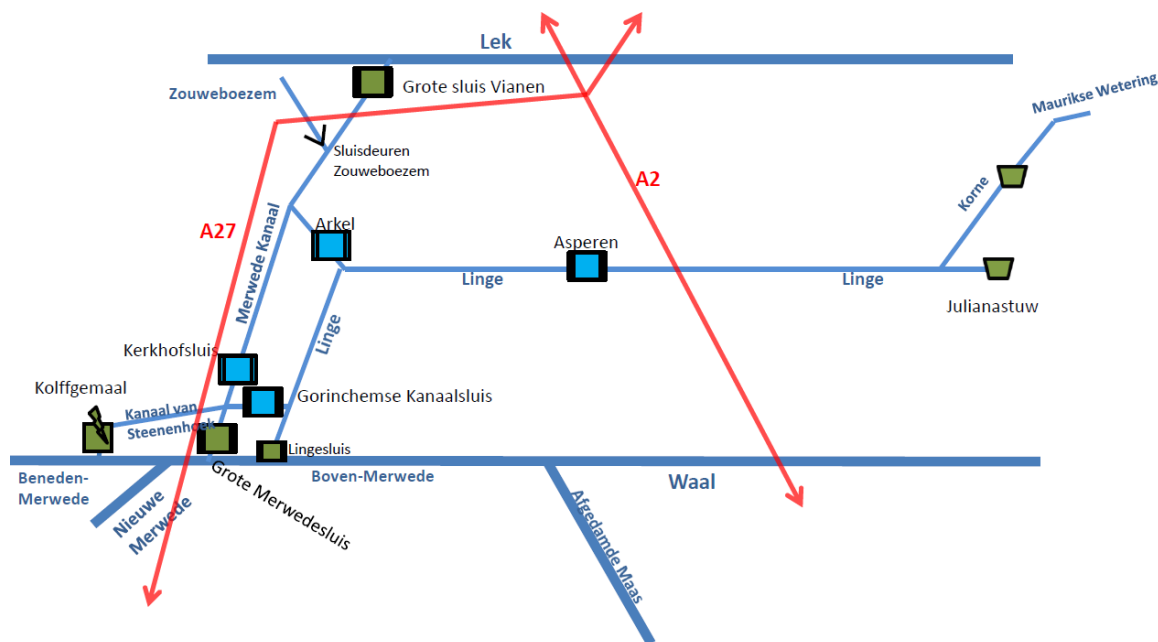 Lek
Grote sluis Vianen
Zouweboezem
Maurikse Wetering
Sluisdeuren
Zouweboezem
A2
Korne
A27
Merwede Kanaal
Arkel
Asperen
Linge
Linge
Julianastuw
Linge
Kerkhofsluis
Kolffgemaal
Gorinchemse Kanaalsluis
Kanaal van
Steenenhoek
Lingesluis
Beneden-
Merwede
Boven-Merwede
Waal
Nieuwe
Merwede
Grote Merwedesluis
Afgedamde Maas